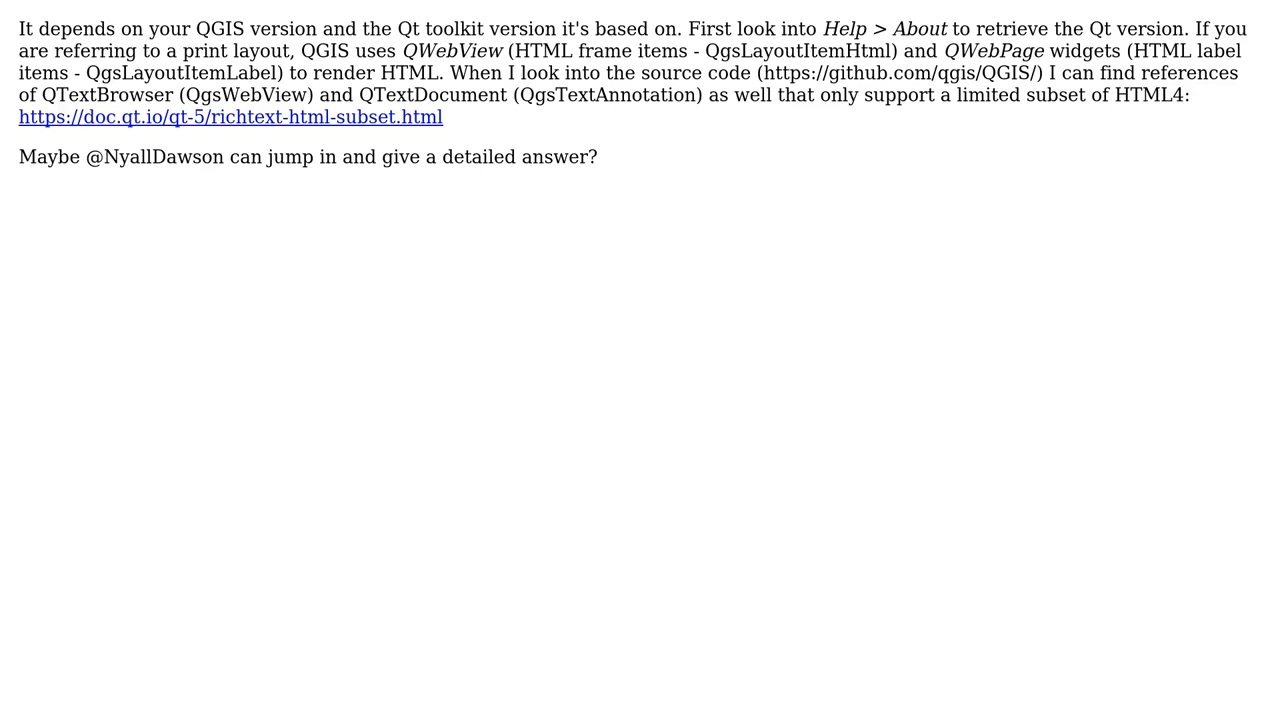 It depends on your QGIS version and the Qt toolkit version it's based on. First look into Help > About to retrieve the Qt version. If you
are referring to a print layout, QGIS uses QWebView (HTML frame items - QgsLayoutItemHtml) and QWebPage widgets (HTML label
items - QgsLayoutItemLabel) to render HTML. When I look into the source code (https://github.com/qgis/QGIS/) I can find references
of QTextBrowser (QgsWebView) and QTextDocument (QgsTextAnnotation) as well that only support a limited subset of HTML4:
https://doc.qt.io/qt-5/richtext-html-subset.html
Maybe @NyallDawson can jump in and give a detailed answer?